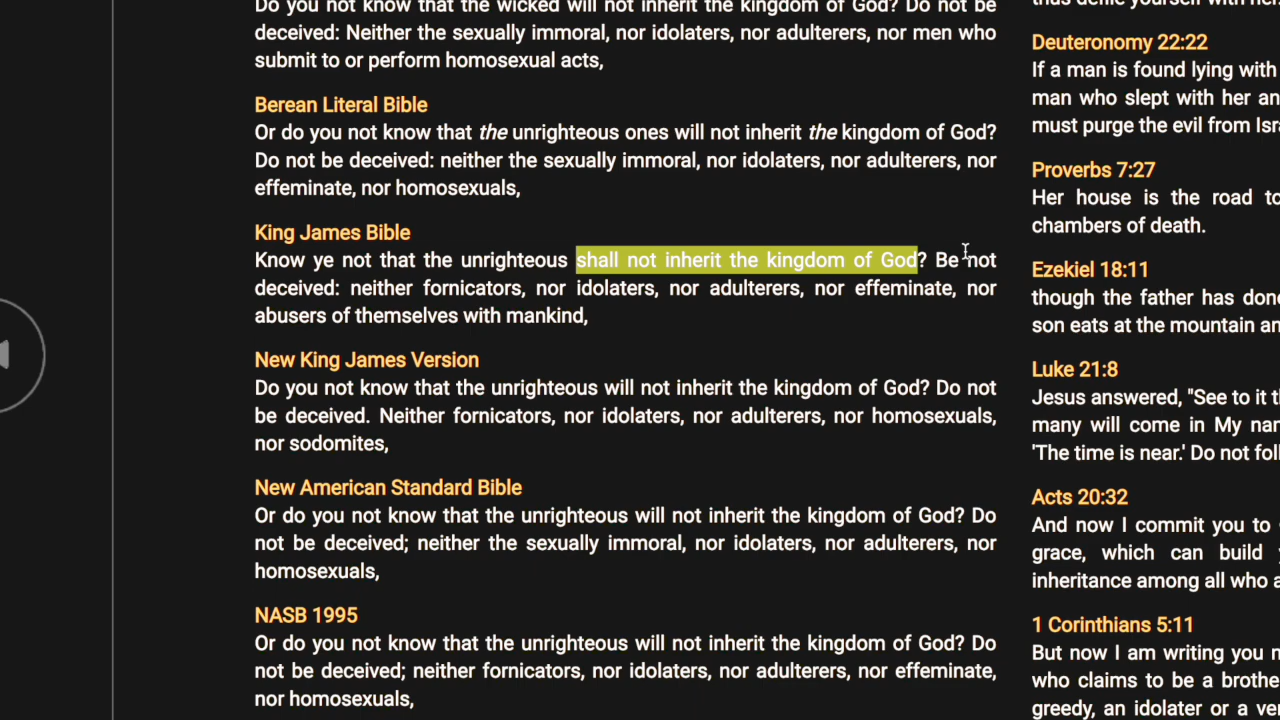 Do you not know that the wicked will not inherit the kingdom of God? Do not be
deceived: Neither the sexually immoral, nor idolaters, nor adulterers, nor men who
submit to or perform homosexual acts,
Berean Literal Bible
Or do you not know that the unrighteous ones will not inherit the kingdom of God?
Do not be deceived: neither the sexually immoral, nor idolaters, nor adulterers, nor
effeminate, nor homosexuals,
King James Bible
Know ye not that the unrighteous shall not inherit the kingdom of God? Be not
deceived: neither fornicators, nor idolaters, nor adulterers, nor effeminate, nor
abusers of themselves with mankind,
New King James Version
Do you not know that the unrighteous will not inherit the kingdom of God? Do not
be deceived. Neither fornicators, nor idolaters, nor adulterers, nor homosexuals,
nor sodomites,
New American Standard Bible
Or do you not know that the unrighteous will not inherit the kingdom of God? Do
not be deceived; neither the sexually immoral, nor idolaters, nor adulterers, nor
homosexuals,
NASB 1995
Or do you not know that the unrighteous will not inherit the kingdom of God? Do
not be deceived; neither fornicators, nor idolaters, nor adulterers, nor effeminate,
nor homosexuals,
thus defile yourself with her.
Deuteronomy 22:22
If a man is found lying with
man who slept with her an
must purge the evil from Isr
Proverbs 7:27
Her house is the road to
chambers of death.
Ezekiel 18:11
though the father has done
son eats at the mountain an
Luke 21:8
Jesus answered, "See to it t
many will come in My nam
'The time is near.' Do not foll
Acts 20:32
And now I commit you to
grace, which can build
inheritance among all who a
1 Corinthians 5:11
But now I am writing you n
who claims to be a brothe
greedy, an idolater or a ve